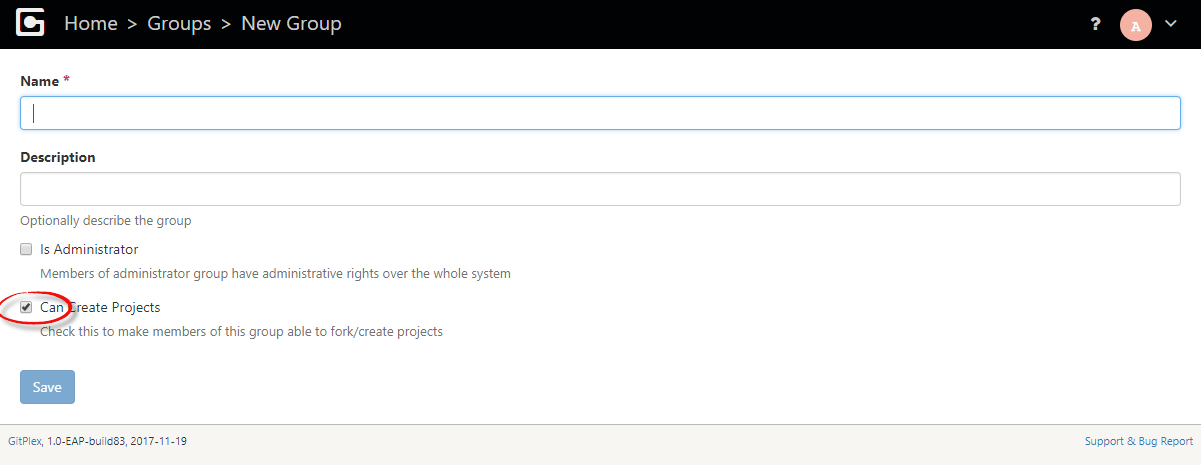 Home > Groups > New Group
? A
Name *
Description
Optionally describe the group
Is Administrator
Members of administrator group have administrative rights over the whole system
Can Create Projects
Check this to make members of this group able to fork/create projects
Save
GitPlex, 1.0-EAP-build83, 2017-11-19
Support & Bug Report